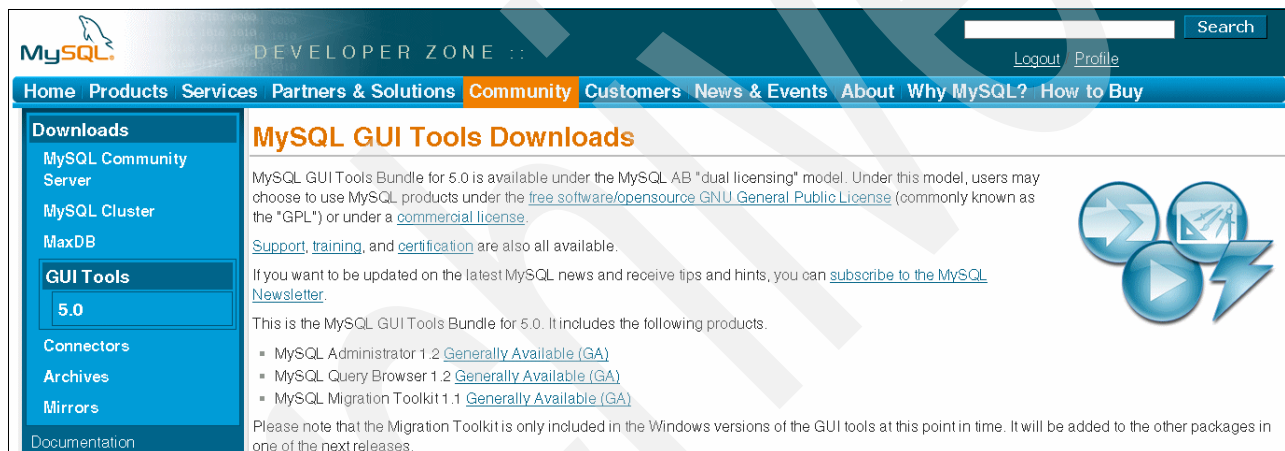 MySQL
DEVELOPER ZONE ::
Search
Logout Profile
Home Products Services Partners & Solutions Community Customers News & Events About Why MySQL? How to Buy
Downloads
MySQL Community
Server
MySQL Cluster
MaxDB
GUI Tools
5.0
Connectors
Archives
Mirrors
Documentation
MySQL GUI Tools Downloads
MySQL GUI Tools Bundle for 5.0 is available under the MySQL AB "dual licensing" model. Under this model, users may
choose to use MySQL products under the free software/opensource GNU General Public License (commonly known as
the "GPL") or under a commercial license.
Support, training, and certification are also all available.
If you want to be updated on the latest MySQL news and receive tips and hints, you can subscribe to the MySQL
Newsletter.
This is the MySQL GUI Tools Bundle for 5.0. It includes the following products.
MySQL Administrator 1.2 Generally Available (GA)
MySQL Query Browser 1.2 Generally Available (GA)
MySQL Migration Toolkit 1.1 Generally Available (GA)
Please note that the Migration Toolkit is only included in the Windows versions of the GUI tools at this point in time. It will be added to the other packages in
one of the next releases.